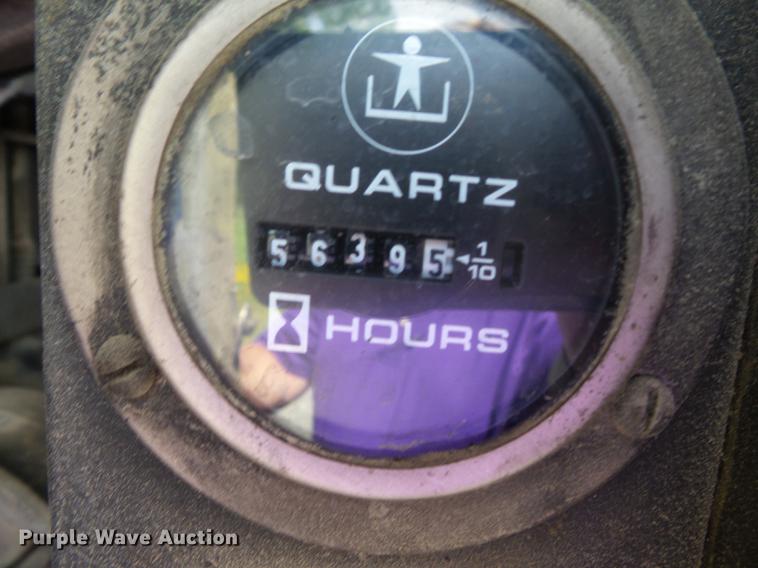 QUARTZ
56395 1/10
HOURS
Purple Wave Auction